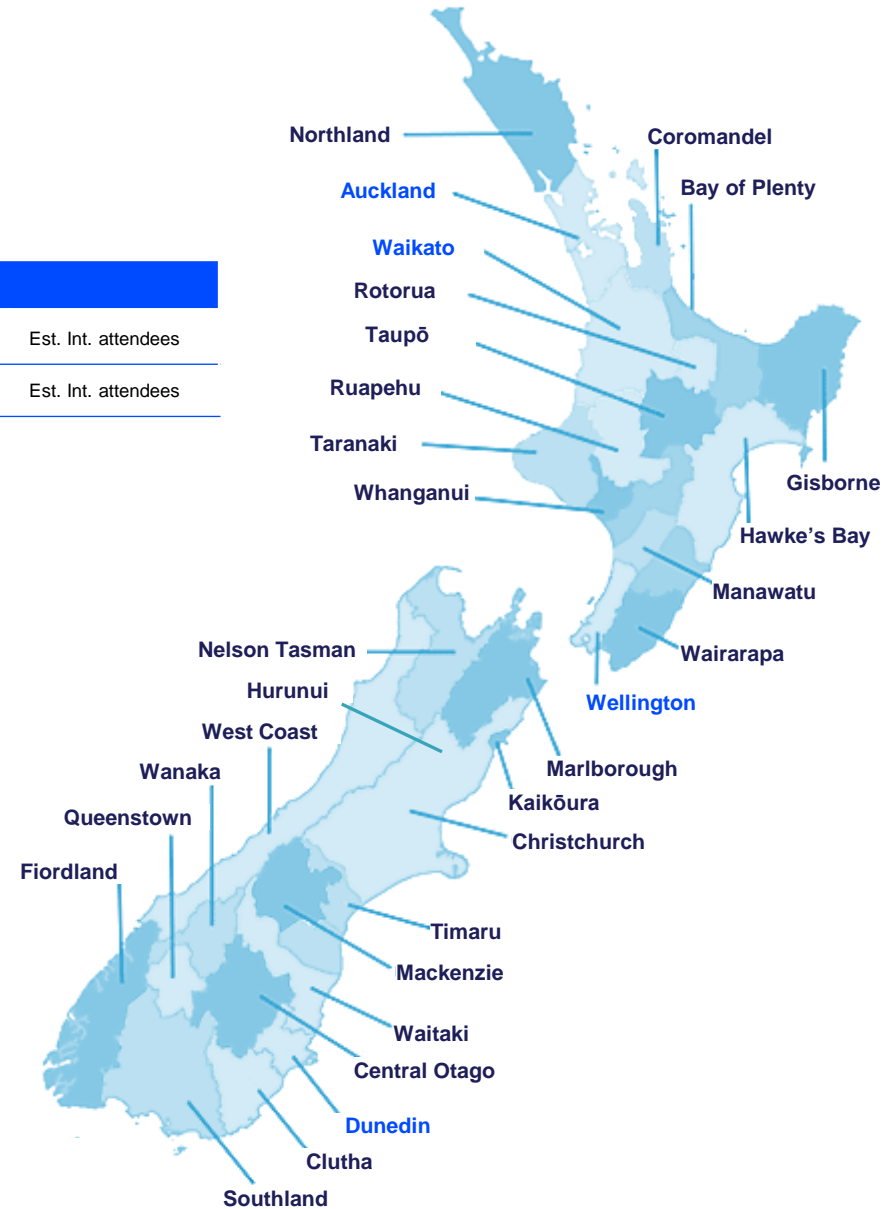 Northland
Coromandel
Auckland
Bay of Plenty
Waikato
Rotorua
Est. Int. attendees
Taupō
Est. Int. attendees
Ruapehu
Taranaki
Whanganui
Gisborne
Hawke’s Bay
Manawatu
Nelson Tasman
Wairarapa
Hurunui
Wellington
West Coast
Marlborough
Wanaka
Kaikōura
Queenstown
Christchurch
Fiordland
Timaru
Mackenzie
Waitaki
Central Otago
Dunedin
Clutha
Southland